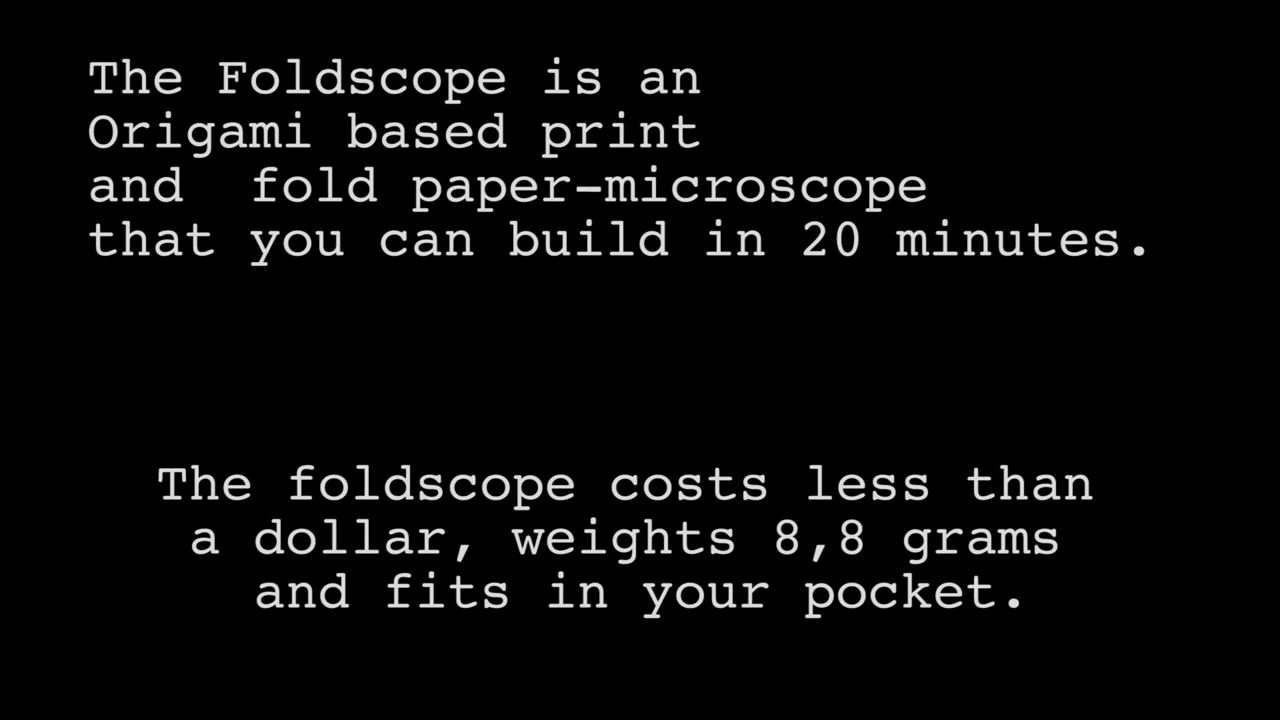 The Foldscope is an
Origami based print
and  fold paper-microscope
that you can build in 20 minutes.
The foldscope costs less than
a dollar, weights 8,8 grams
and fits in your pocket.